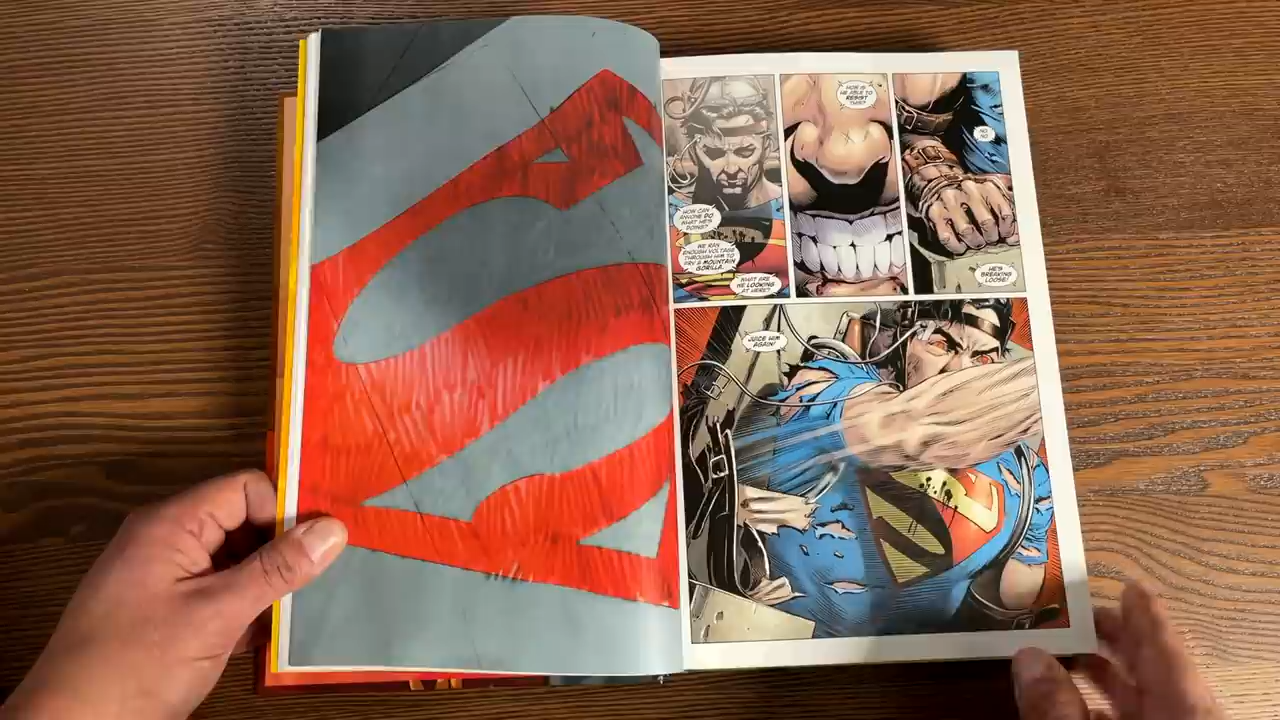 HOW CAN
ANYONE DO
WHAT HE'S
DOING?
WE RAN
ENOUGH VOLTAGE
THROUGH HIM TO
FRY A MOUNTAIN
GORILLA.
WHAT ARE
HE LOOKING
AT HERE?
HOW IS
HE ABLE TO
RESIST
THIS?
NO
NO
HE'S
BREAKING
LOOSE!
JUICE HIM
AGAIN!